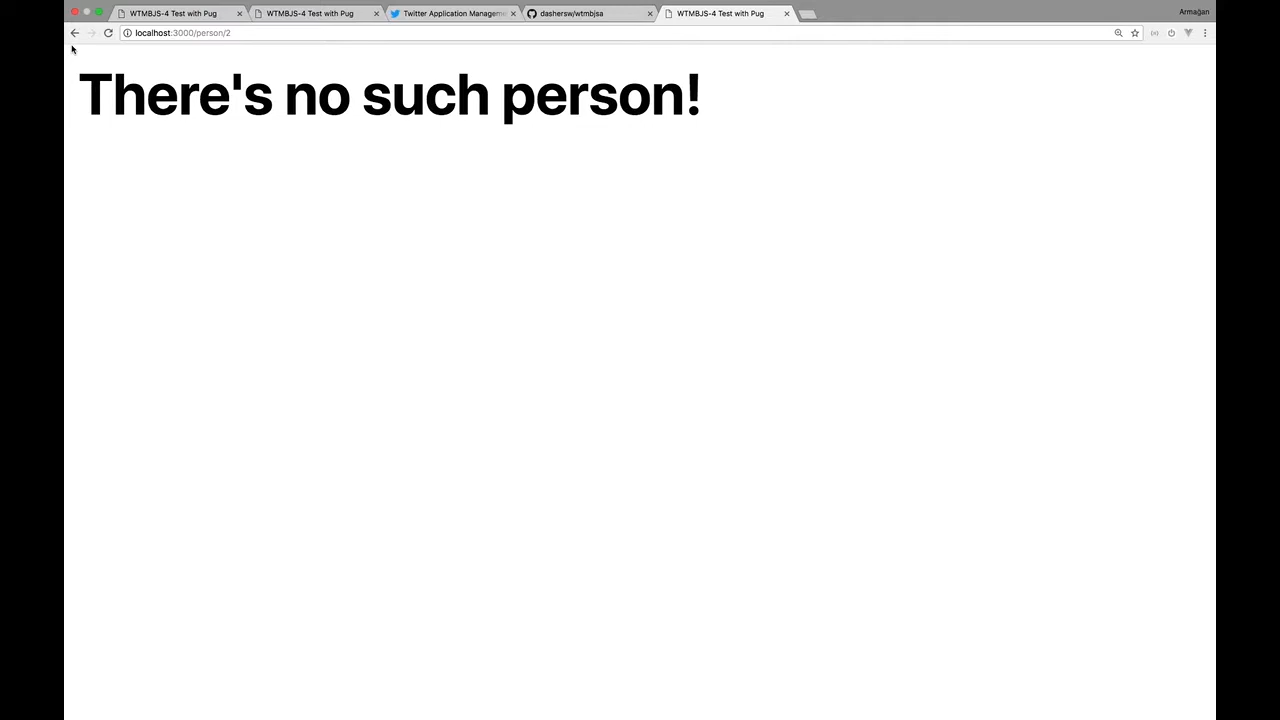 WTMBJS-4 Test with Pug
WTMBJS-4 Test with Pug
Twitter Application Manageme
dashersw/wtmbjsa
WTMBJS-4 Test with Pug
Armağan
localhost:3000/person/2
There's no such person!